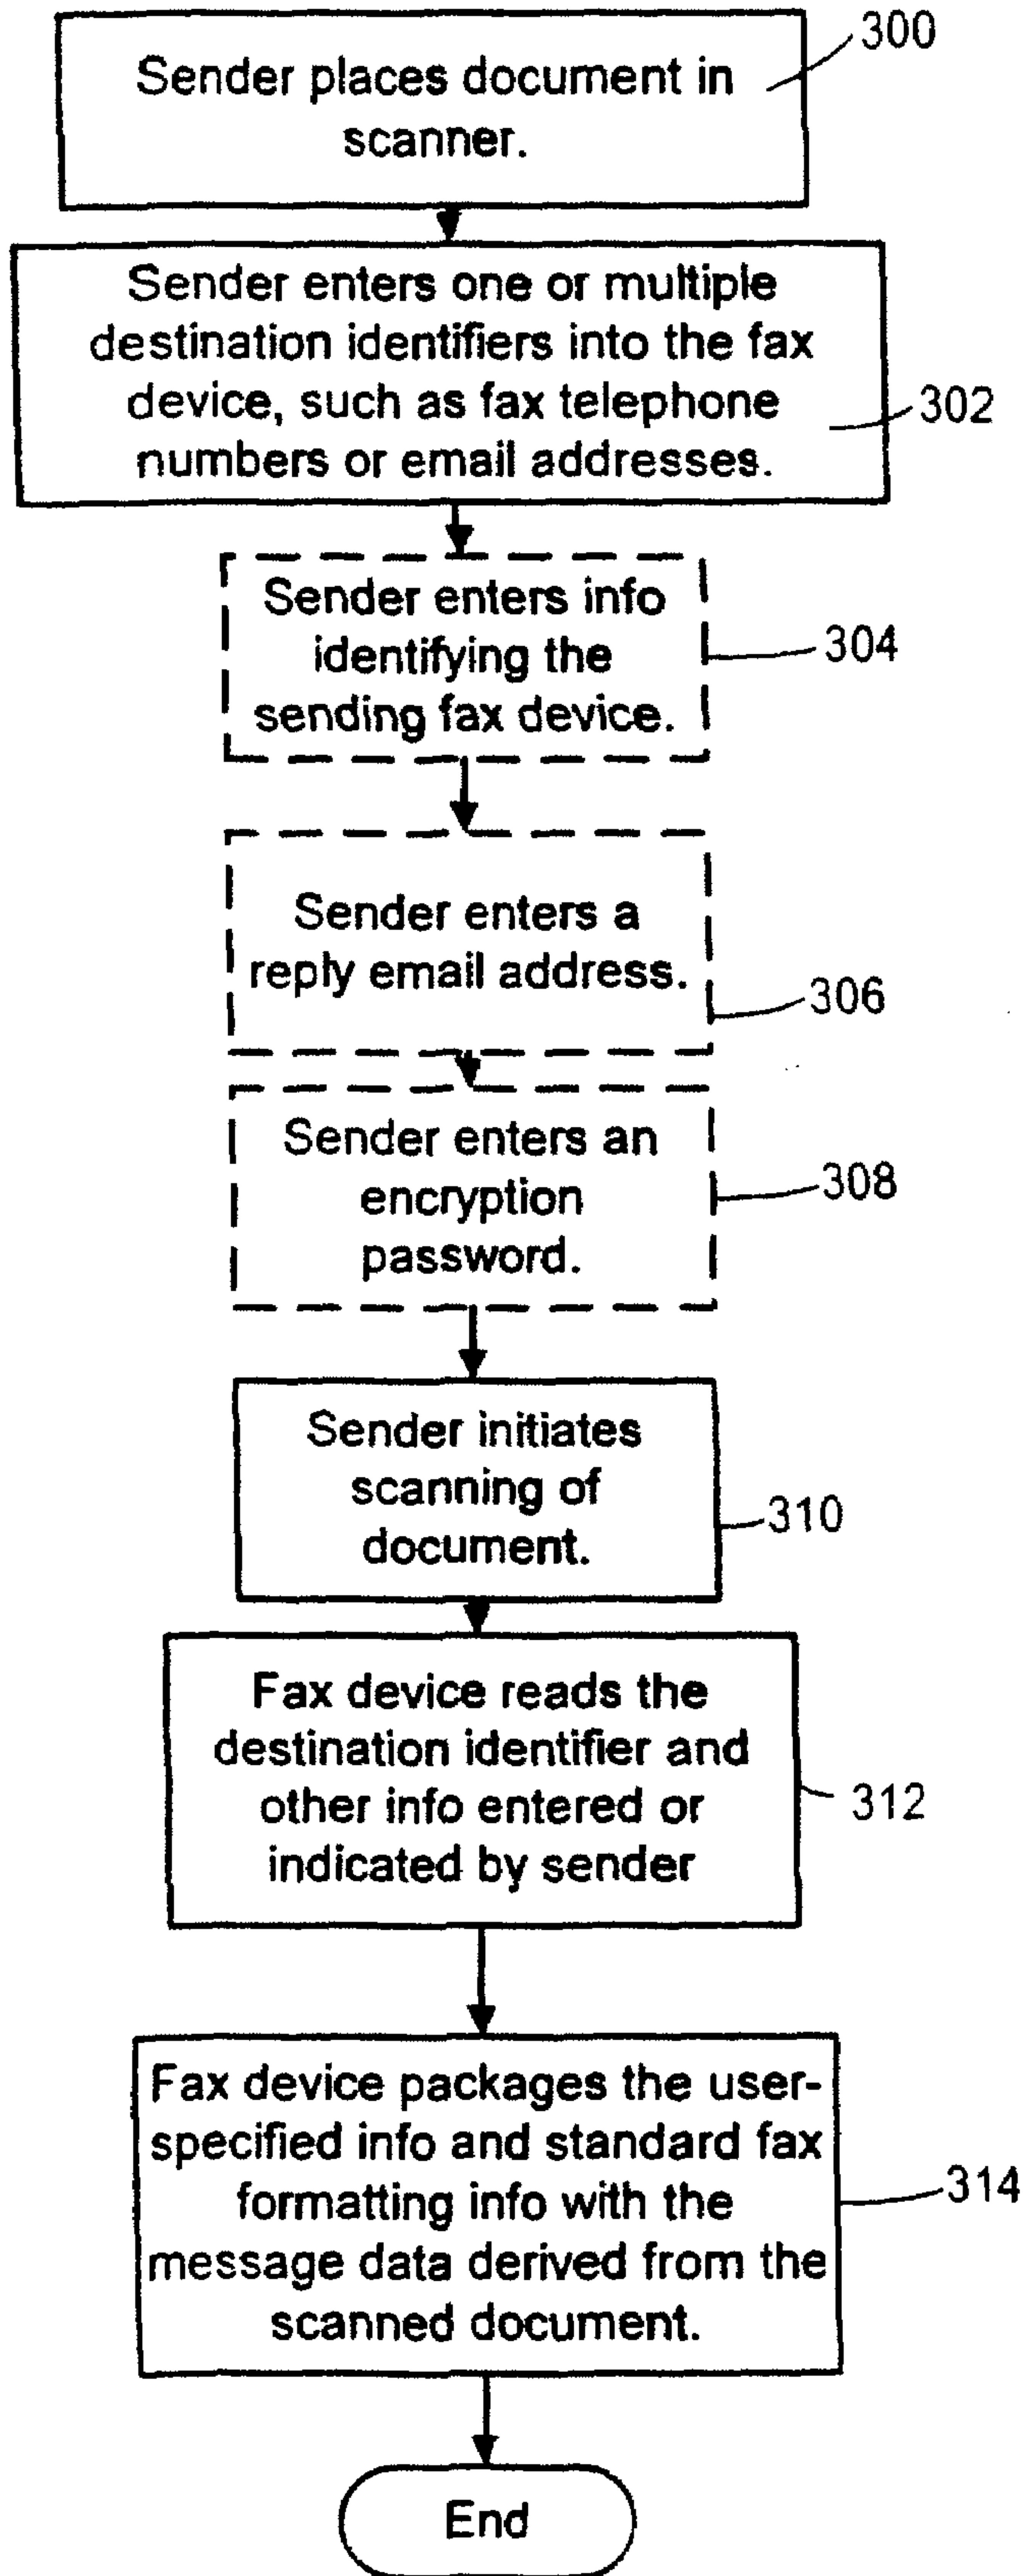 Sender places document in
scanner.
300
Sender enters one or multiple
destination identifiers into the fax
device, such as fax telephone
numbers or email addresses.
302
Sender enters info
identifying the
sending fax device.
304
Sender enters a
reply email address.
306
Sender enters an
encryption
password.
308
Sender initiates
scanning of
document.
310
Fax device reads the
destination identifier and
other info entered or
indicated by sender
312
Fax device packages the user-
specified info and standard fax
formatting info with the
message data derived from the
scanned document.
314
End